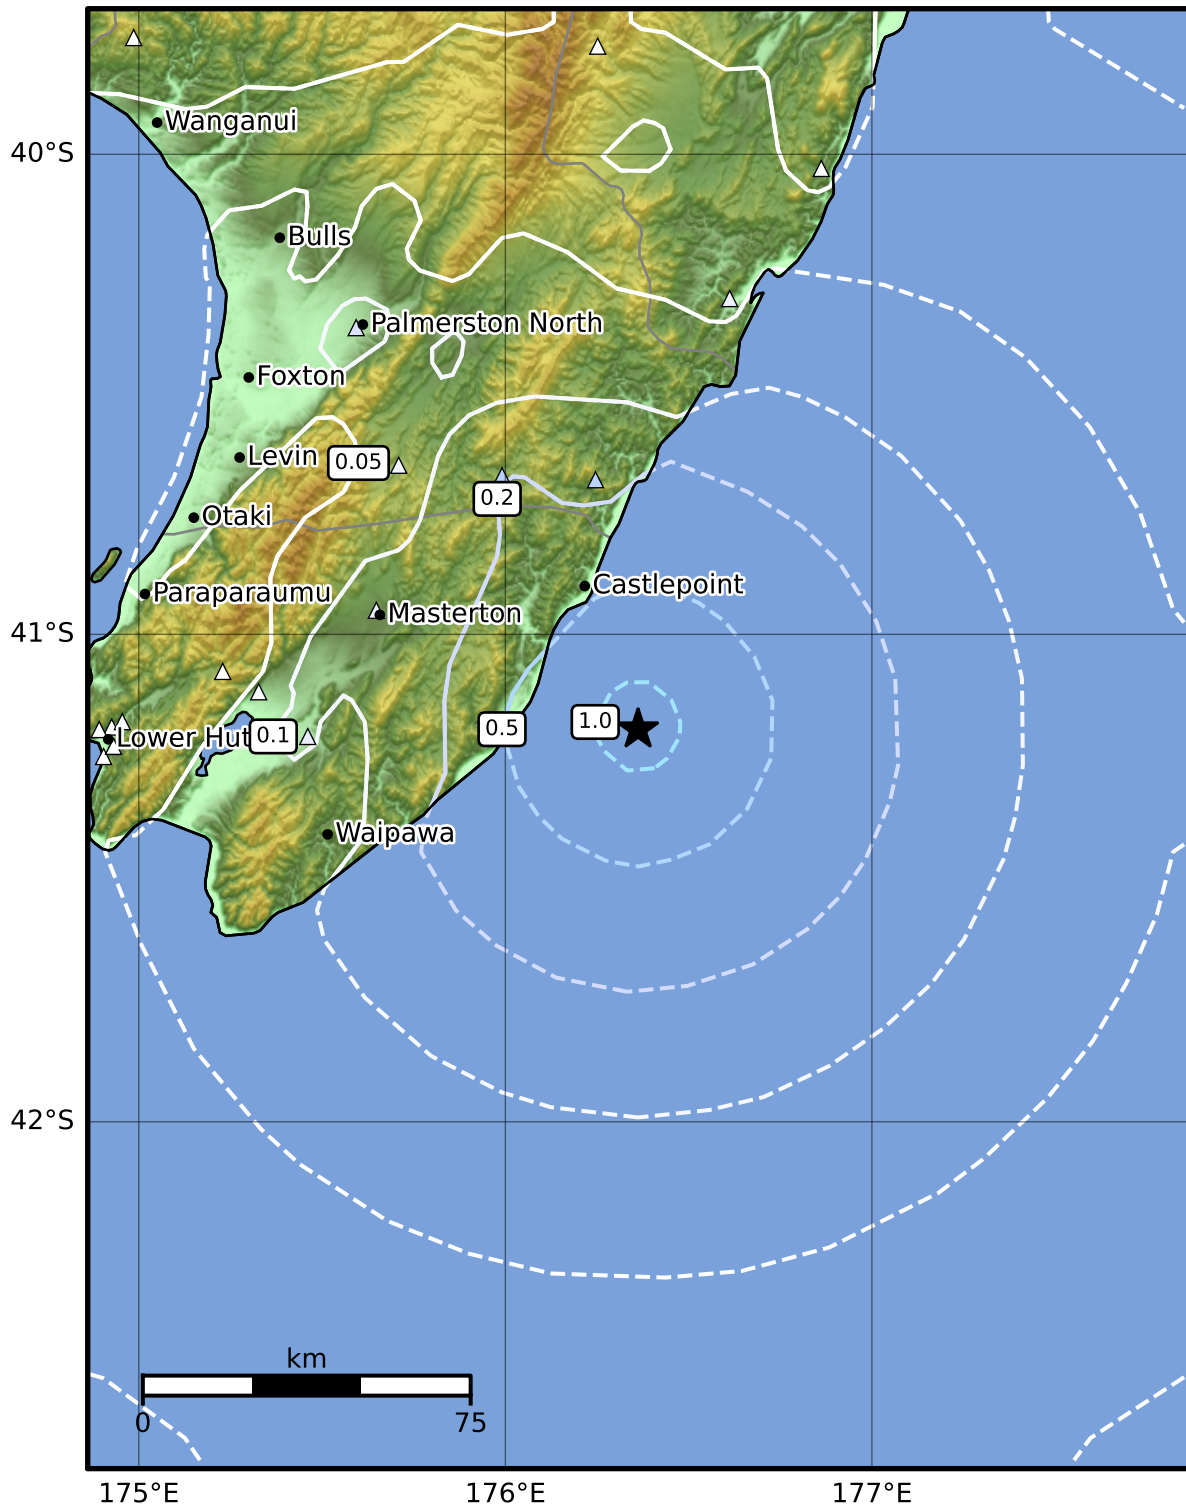 Wanganui
40°S
Bulls
Palmerston North
Foxton
Levin
0.05
0.2
Otaki
Castlepoint
Paraparaumu
Masterton
41°S
1.0
0.5
Lower Hut
0.1
Waipawa
42°S
km
0
75
175°E
176°E
177°E